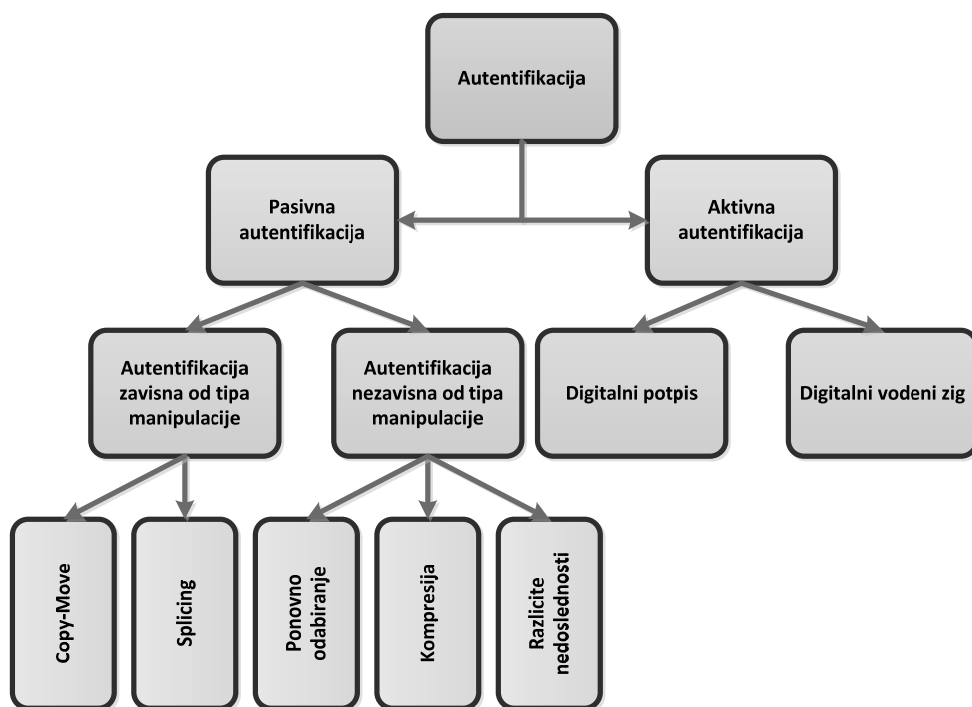 Autentifikacija
Pasivna
autentifikacija
Aktivna
autentifikacija
Autentifikacija
zavisna od tipa
manipulacije
Autentifikacija
nezavisna od tipa
manipulacije
Digitalni potpis
Digitalni vodeni zig
Copy-Move
Splicing
Ponovno
odabiranje
Kompresija
Razlicite
nedoslednosti